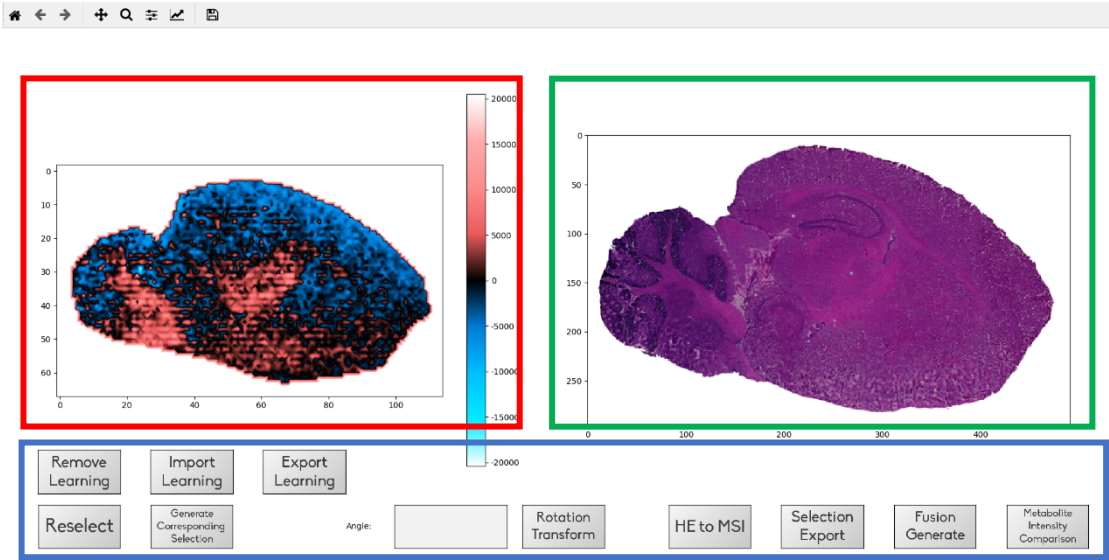 20000
15000
10000
5000
0
-5000
-10000
-15000
-20000
0
10
20
30
40
50
60
0 20 40 60 80 100
0
50
100
150
200
250
0 100 200 300 400
Remove
Learning
Import
Learning
Export
Learning
Reselect
Generate
Corresponding
Selection
Angle:
Rotation
Transform
HE to MSI
Selection
Export
Fusion
Generate
Metabolite
Intensity
Comparison